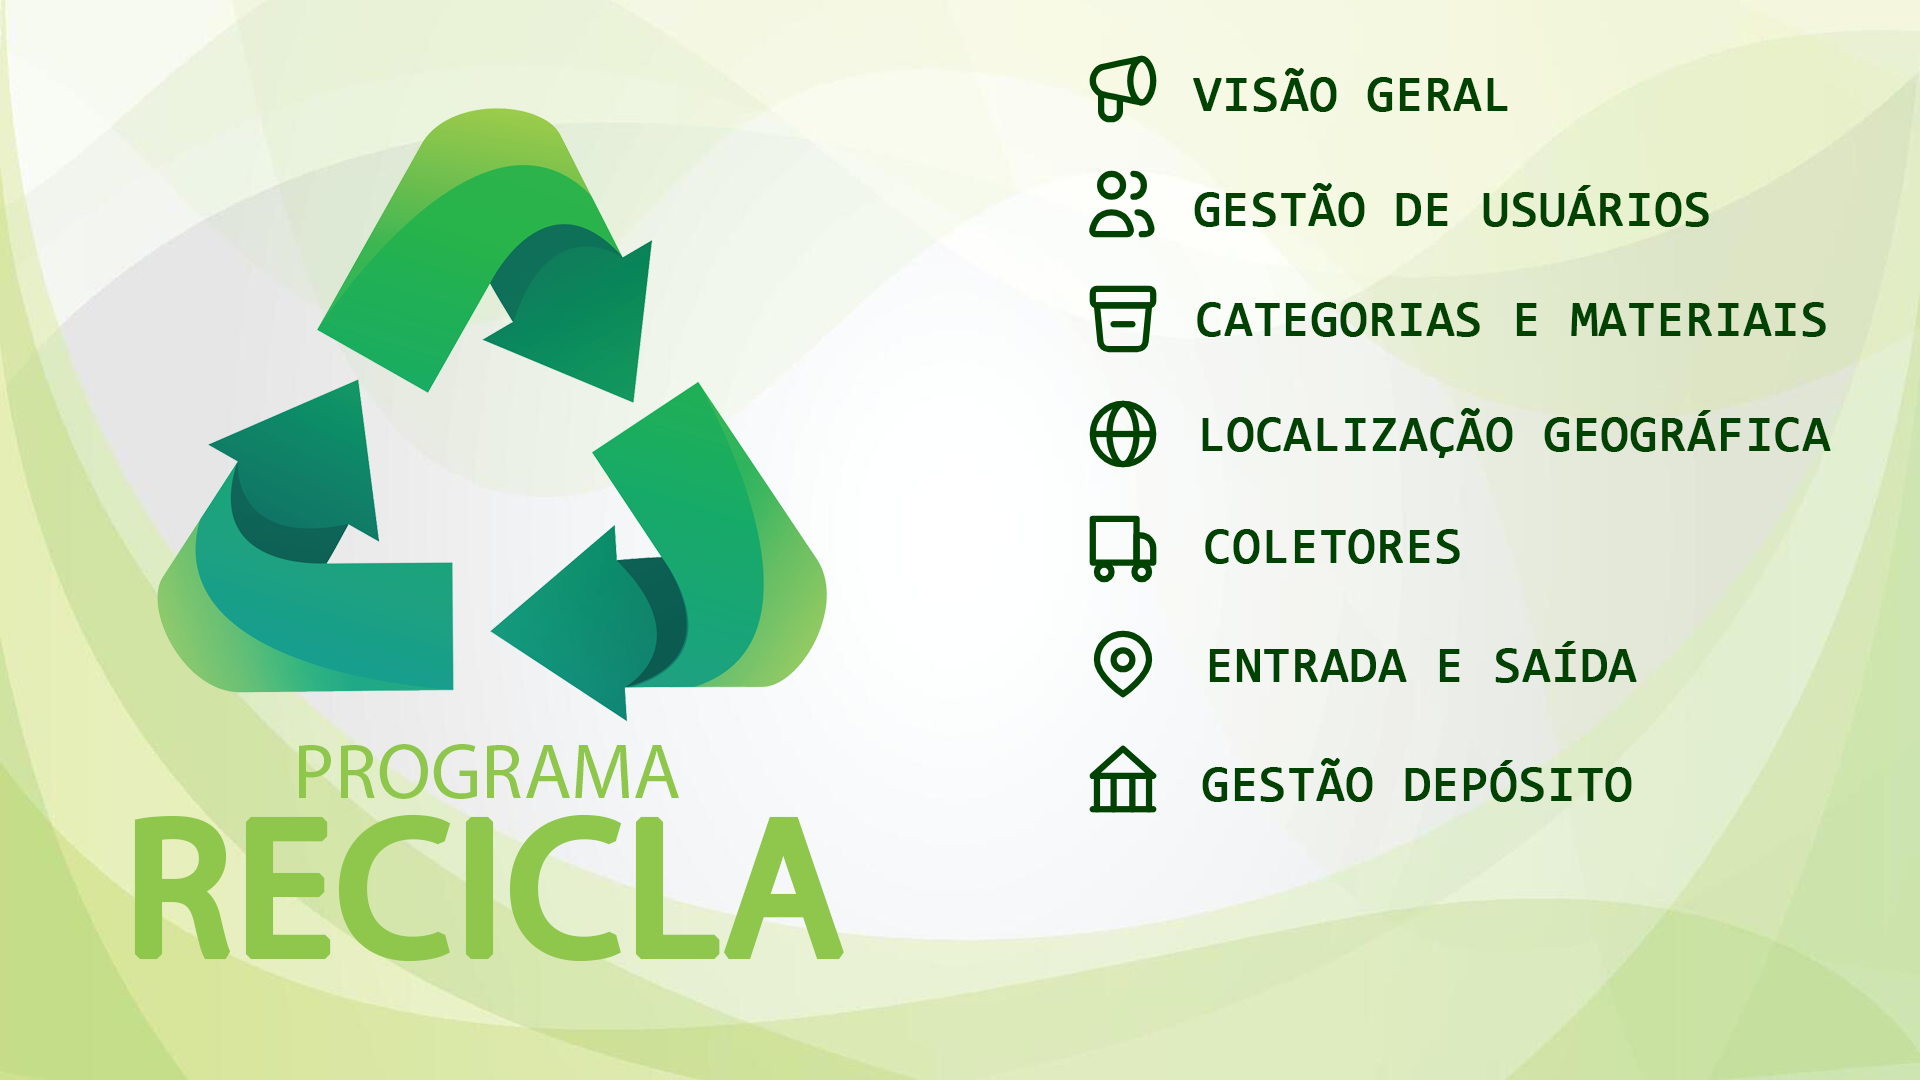 PROGRAMA
RECICLA
VISÃO GERAL
GESTÃO DE USUÁRIOS
CATEGORIAS E MATERIAIS
LOCALIZAÇÃO GEOGRÁFICA
COLETORES
ENTRADA E SAÍDA
GESTÃO DEPÓSITO